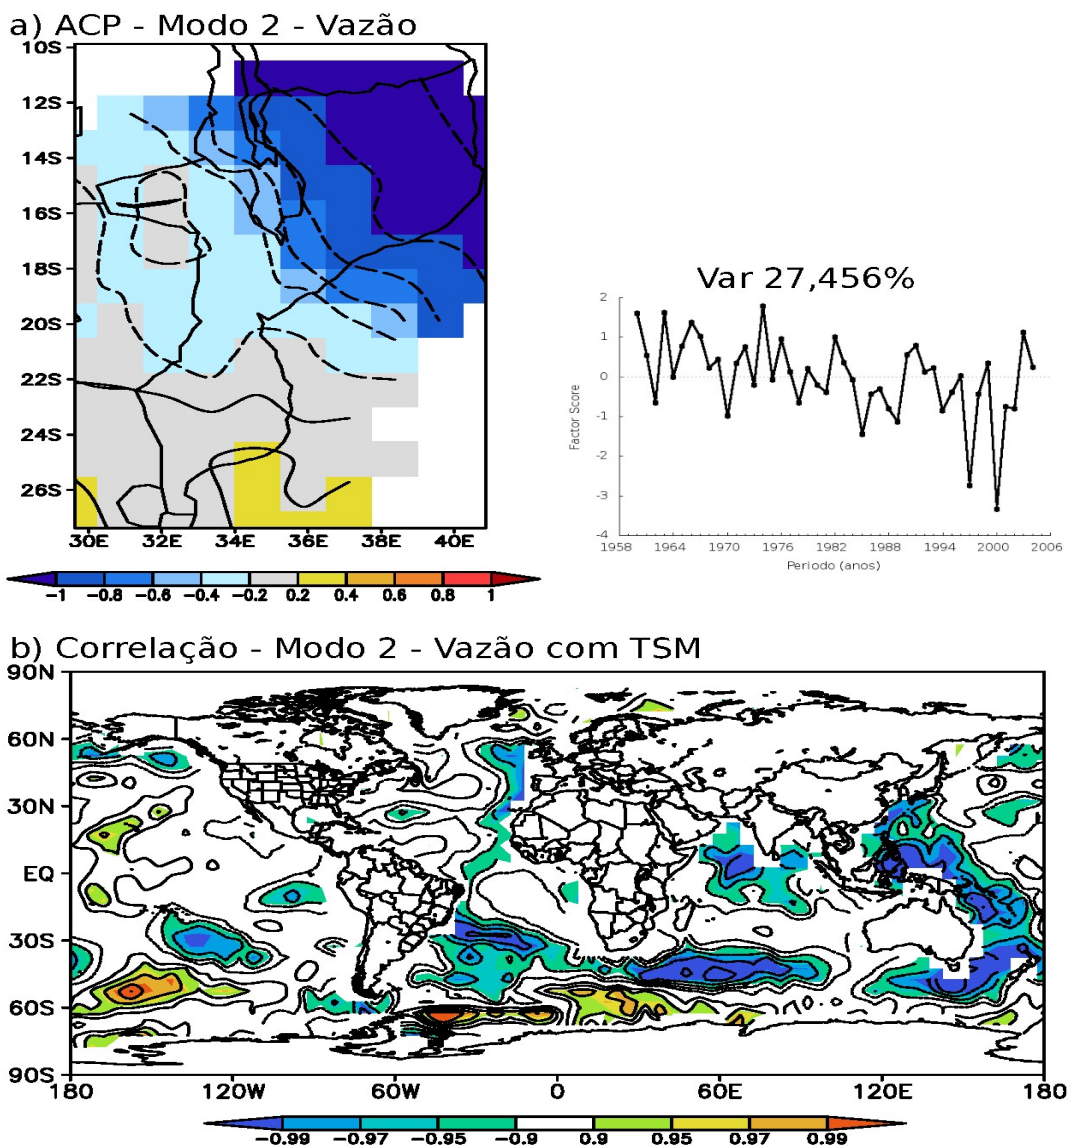 a) ACP - Modo 2 - Vazão
10S
12S
14S
16S
18S
20S
22S
24S
26S
30E 32E 34E 36E 38E 40E
−1 −0.8 −0.6 −0.4 −0.2 0.2 0.4 0.6 0.8 1
Var 27,456%
2
1
0
-1
-2
-3
-4
Factor Score
1958 1964 1970 1976 1982 1988 1994 2000 2006
Periodo (anos)
b) Correlação - Modo 2 - Vazão com TSM
90N
60N
30N
EQ
30S
60S
90S
180 120W 60W 0 60E 120E 180
−0.99 −0.97 −0.95 −0.9 0.9 0.95 0.97 0.99